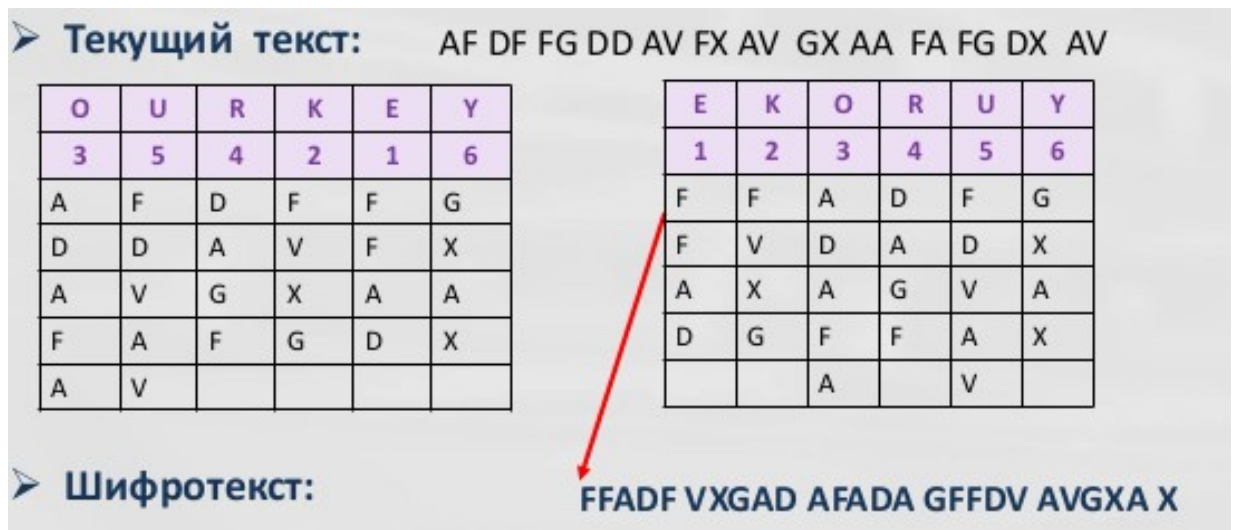 ➢ Текущий текст: AF DF FG DD AV FX AV GX AA FA FG DX AV
O U R K E Y
3 5 4 2 1 6
A F D F F G
D D A V F X
A V G X A A
F A F G D X
A V
E K O R U Y
1 2 3 4 5 6
F F A D F G
F V D A D X
A X A G V A
D G F F A X
A V
➢ Шифротекст: FFADF VXGAD AFADA GFFDV AVGXA X